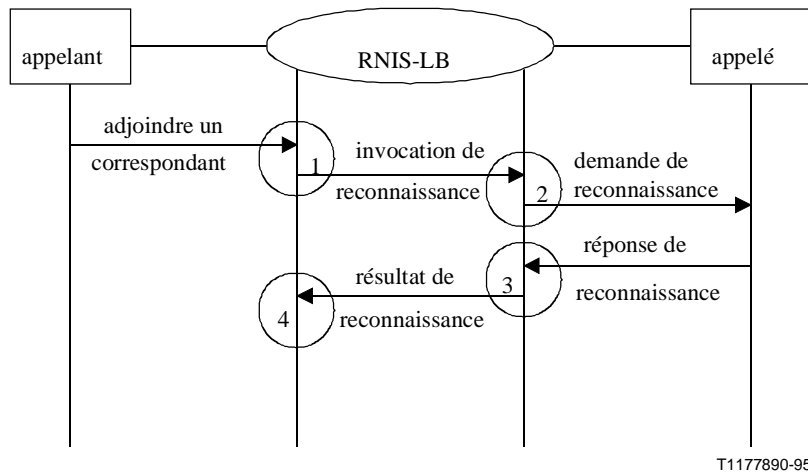 appelant
RNIS-LB
appelé
adjoindre un
correspondant
1
invocation de
reconnaissance
2
demande de
reconnaissance
réponse de
reconnaissance
3
résultat de
reconnaissance
4
T1177890-95